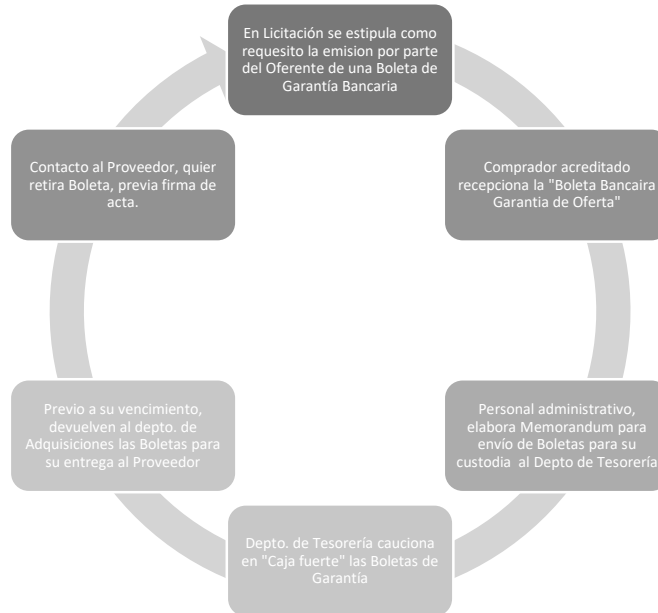 En Licitación se estipula como
requesito la emision por parte
del Oferente de una Boleta de
Garantía Bancaria
Comprador acreditado
recepciona la "Boleta Bancaira
Garantia de Oferta"
Personal administrativo,
elabora Memorandum para
envío de Boletas para su
custodia al Depto de Tesorería
Depto. de Tesorería cauciona
en "Caja fuerte" las Boletas de
Garantía
Previo a su vencimiento,
devuelven al depto. de
Adquisiciones las Boletas para
su entrega al Proveedor
Contacto al Proveedor, quier
retira Boleta, previa firma de
acta.